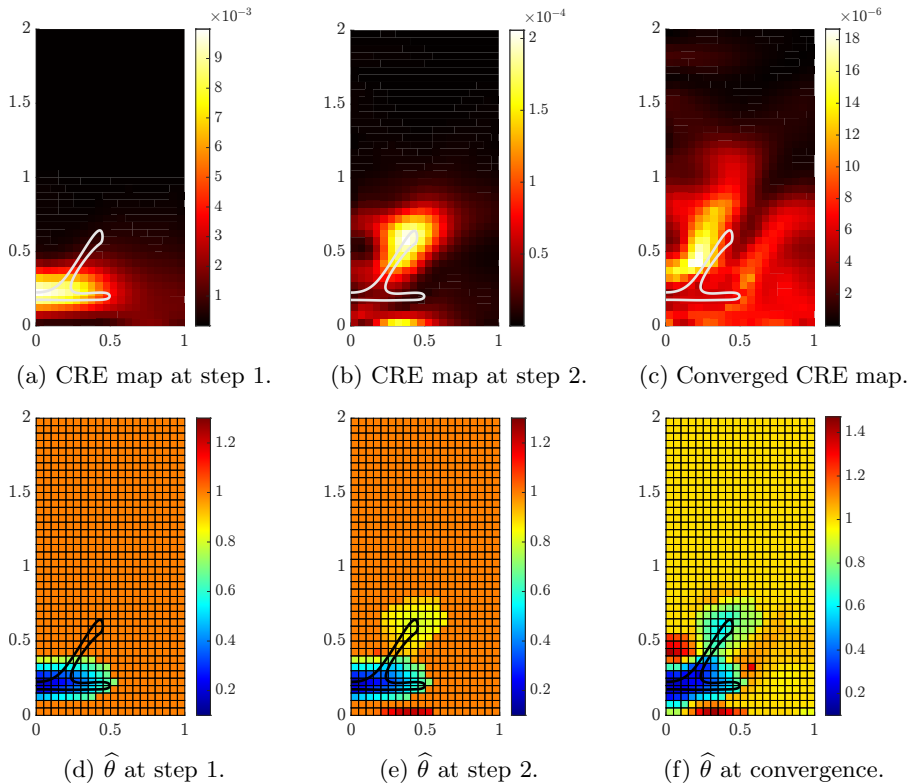 ×10⁻³ ×10⁻⁴ ×10⁻⁶
2 9 2 2 2 18
8 16
1.5 7 1.5 1.5 1.5 14
6 12
1 5 1 1 1 10
4 8
0.5 3 0.5 0.5 0.5 6
2 4
1 2
0 0 0
0 0.5 1 0 0.5 1 0 0.5 1
(a) CRE map at step 1. (b) CRE map at step 2. (c) Converged CRE map.
2 2 2 1.4
1.2 1.2
1.5 1.5 1.5 1.2
1 1
1 0.8 1 0.8 1 1
0.8
0.6 0.6 0.6
0.5 0.4 0.5 0.4 0.5 0.4
0.2 0.2 0.2
0 0 0
0 0.5 1 0 0.5 1 0 0.5 1
(d) θ̂ at step 1. (e) θ̂ at step 2. (f) θ̂ at convergence.